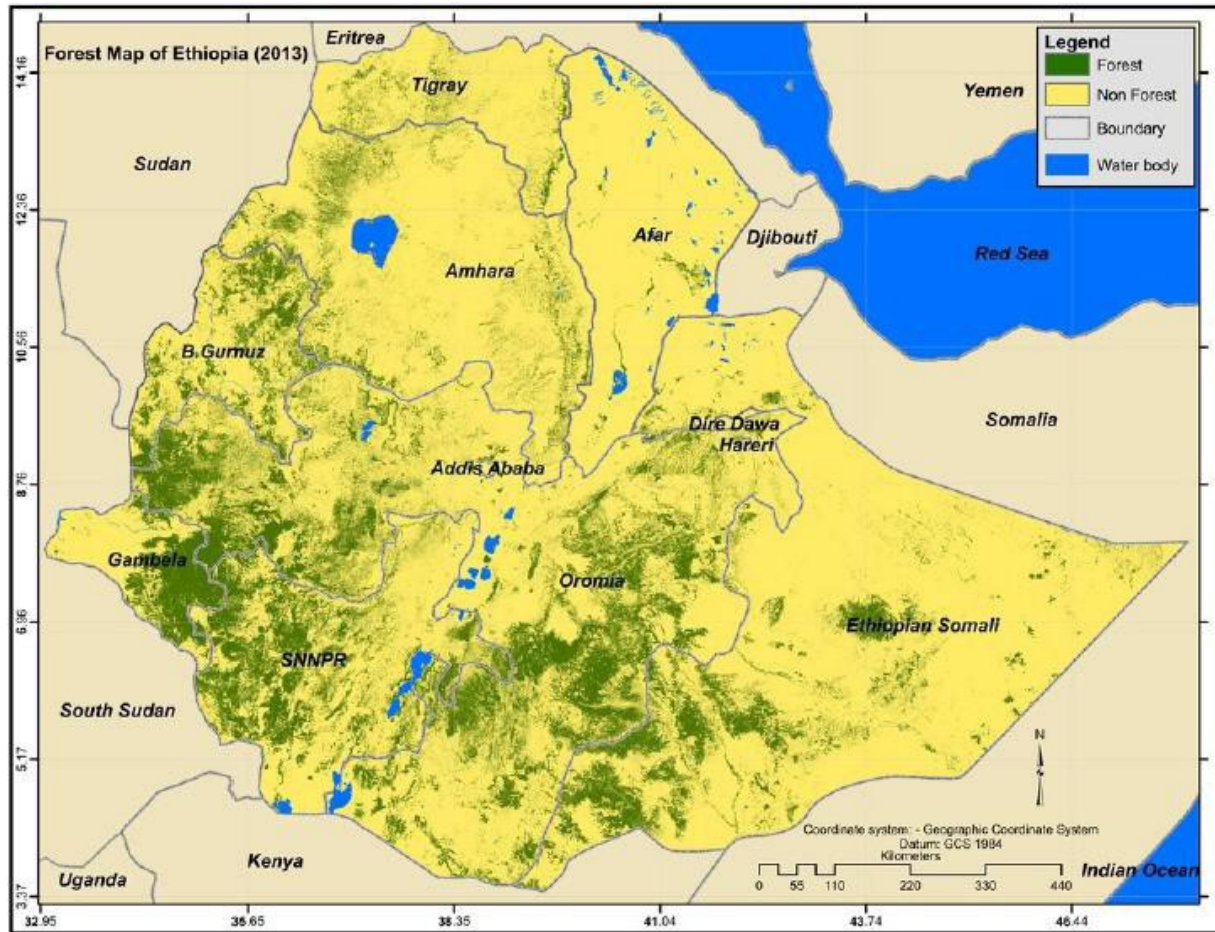 Forest Map of Ethiopia (2013)
Eritrea
Legend
Forest
Non Forest
Boundary
Water body
Tigray
Yemen
Sudan
Afar
Djibouti
Red Sea
Amhara
B.Gumuz
Somalia
Dire Dawa
Hareri
Addis Ababa
Gambela
Oromia
Ethiopian Somali
SNNPR
South Sudan
N
Coordinate system: - Geographic Coordinate System
Datum: GCS 1984
Kilometers
0 55 110 220 330 440
Kenya
Uganda
Indian Ocean
14.16
12.36
10.56
8.76
6.96
5.17
3.37
32.95 35.65 38.35 41.04 43.74 46.44